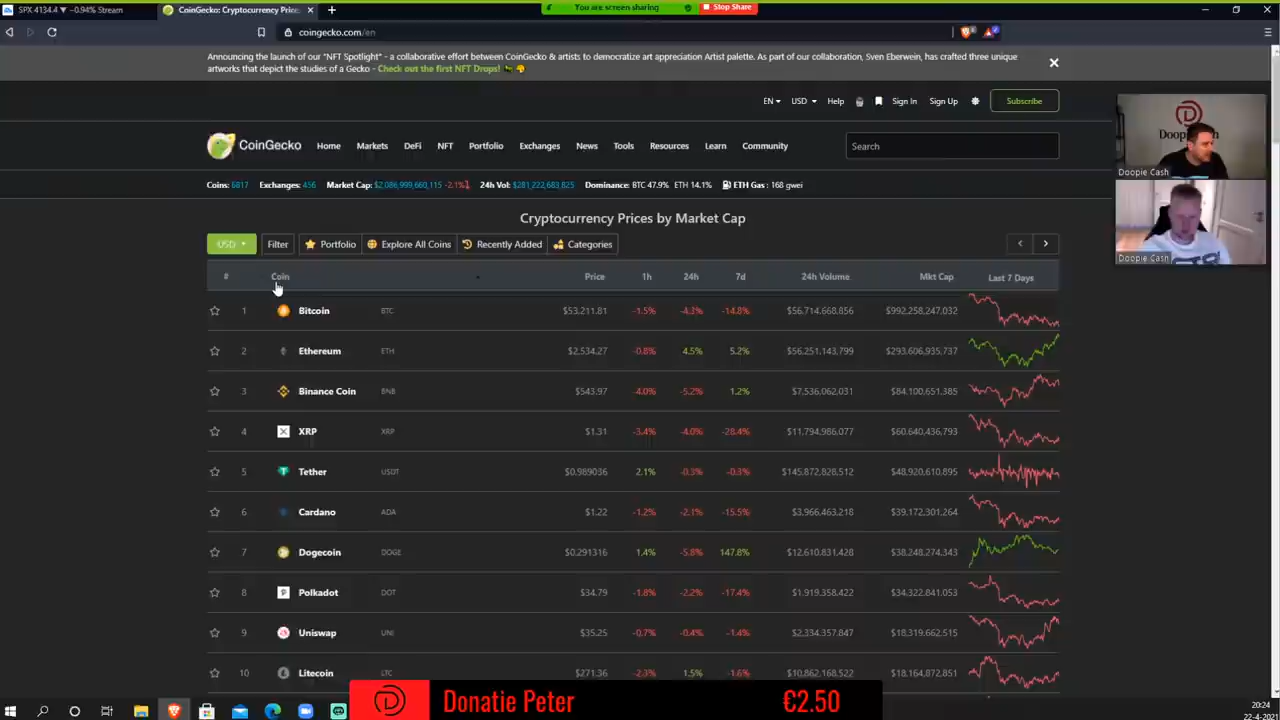 SPX 4134.4 ▼ −0.94% Stream
CoinGecko: Cryptocurrency Price
You are screen sharing
Stop Share
coingecko.com/en
Announcing the launch of our "NFT Spotlight" - a collaborative effort between CoinGecko & artists to democratize art appreciation Artist palette. As part of our collaboration, Sven Eberwein, has crafted three unique
artworks that depict the studies of a Gecko - Check out the first NFT Drops!
EN USD Help Sign In Sign Up Subscribe
CoinGecko Home Markets DeFi NFT Portfolio Exchanges News Tools Resources Learn Community Search
Coins: 6817 Exchanges: 456 Market Cap: $2,086,999,660,115 -2.1% 24h Vol: $281,222,683,825 Dominance: BTC 47.9% ETH 14.1% ETH Gas: 168 gwei
Doopie Cash
Cryptocurrency Prices by Market Cap
USD Filter Portfolio Explore All Coins Recently Added Categories
Doopie Cash
# Coin Price 1h 24h 7d 24h Volume Mkt Cap Last 7 Days
1 Bitcoin BTC $53,211.81 -1.5% -4.3% -14.8% $56,714,668,856 $992,258,247,032
2 Ethereum ETH $2,534.27 -0.8% 4.5% 5.2% $56,251,143,799 $293,606,935,737
3 Binance Coin BNB $543.97 -4.0% -5.2% 1.2% $7,536,062,031 $84,100,651,385
4 XRP XRP $1.31 -3.4% -4.0% -28.4% $11,794,986,077 $60,640,436,793
5 Tether USDT $0.989036 2.1% -0.3% -0.3% $145,872,828,512 $48,920,610,895
6 Cardano ADA $1.22 -1.2% -2.1% -15.5% $3,966,463,218 $39,172,301,264
7 Dogecoin DOGE $0.291316 1.4% -5.8% 147.8% $12,610,831,428 $38,248,274,343
8 Polkadot DOT $34.79 -1.8% -2.2% -17.4% $1,919,358,422 $34,322,841,053
9 Uniswap UNI $35.25 -0.7% -0.4% -1.4% $2,334,357,847 $18,319,662,515
10 Litecoin LTC $271.36 -2.3% 1.5% -1.6% $10,862,168,522 $18,164,872,851
Donatie Peter €2.50
20:24
22-4-2021